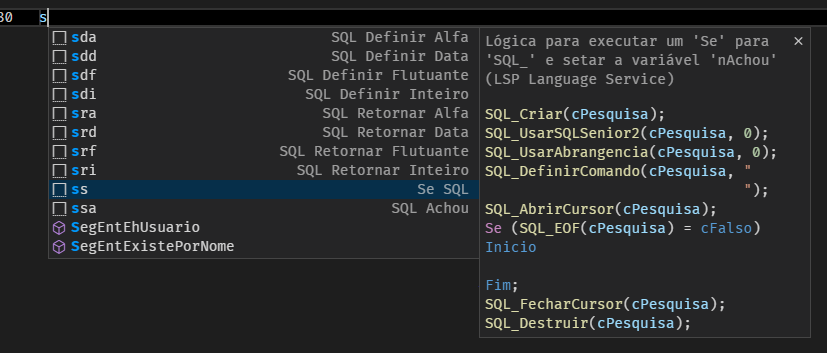 30 s
sda SQL Definir Alfa
sdd SQL Definir Data
sdf SQL Definir Flutuante
sdi SQL Definir Inteiro
sra SQL Retornar Alfa
srd SQL Retornar Data
srf SQL Retornar Flutuante
sri SQL Retornar Inteiro
ss Se SQL
ssa SQL Achou
SegEntEhUsuario
SegEntExistePorNome
Lógica para executar um 'Se' para
'SQL_' e setar a variável 'nAchou'
(LSP Language Service)
SQL_Criar(cPesquisa);
SQL_UsarSQLSenior2(cPesquisa, 0);
SQL_UsarAbrangencia(cPesquisa, 0);
SQL_DefinirComando(cPesquisa, "
");
SQL_AbrirCursor(cPesquisa);
Se (SQL_EOF(cPesquisa) = cFalso)
Inicio
Fim;
SQL_FecharCursor(cPesquisa);
SQL_Destruir(cPesquisa);